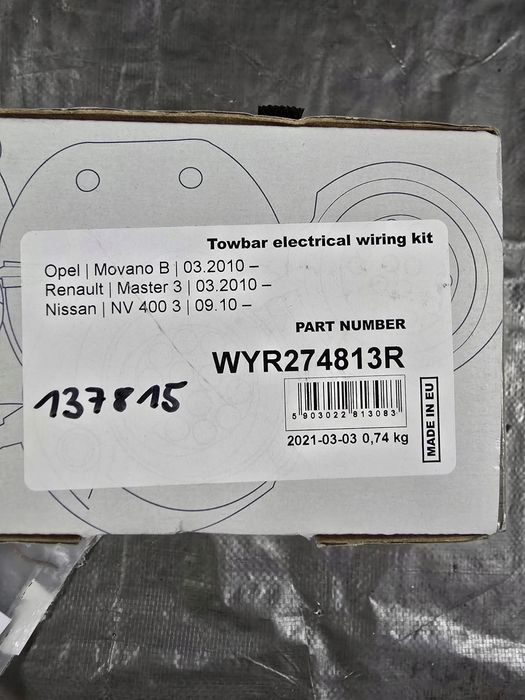 Towbar electrical wiring kit
Opel | Movano B | 03.2010 –
Renault | Master 3 | 03.2010 –
Nissan | NV 400 3 | 09.10 –
PART NUMBER
WYR274813R
137815
5 903022 813083
2021-03-03 0,74 kg
MADE IN EU